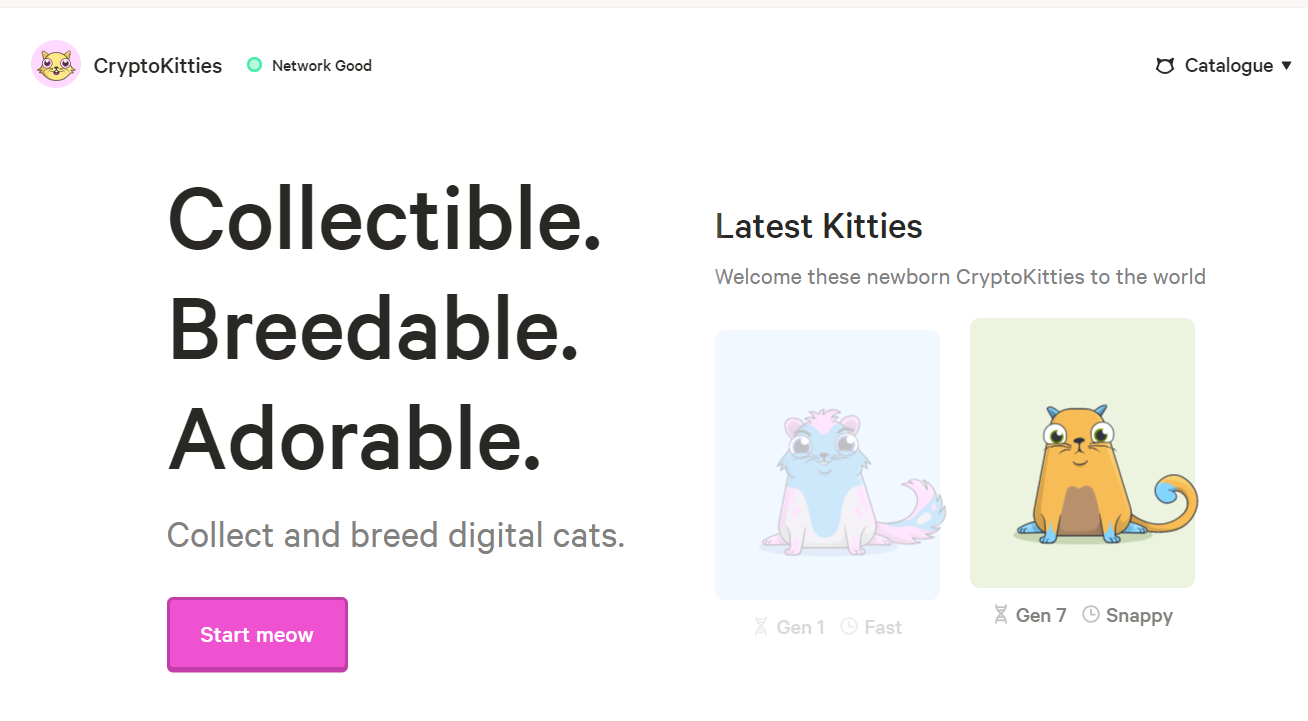 CryptoKitties
Network Good
Catalogue ▼
Collectible.
Breedable.
Adorable.
Collect and breed digital cats.
Start meow
Latest Kitties
Welcome these newborn CryptoKitties to the world
Gen 1 Fast
Gen 7 Snappy